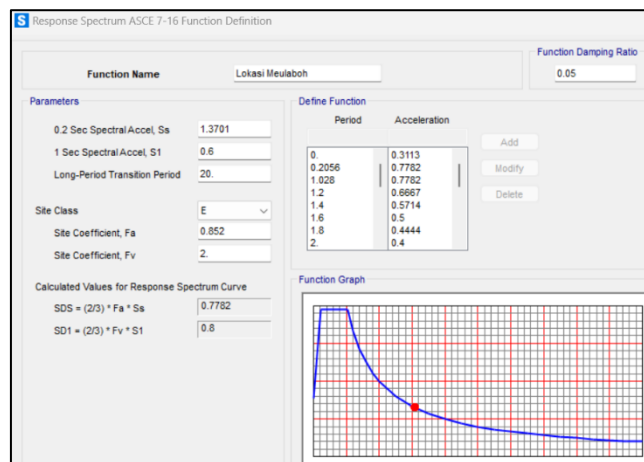 S Response Spectrum ASCE 7-16 Function Definition
Function Name
Lokasi Meulaboh
Function Damping Ratio
0.05
Parameters
0.2 Sec Spectral Accel, Ss 1.3701
1 Sec Spectral Accel, S1 0.6
Long-Period Transition Period 20.
Site Class E
Site Coefficient, Fa 0.852
Site Coefficient, Fv 2.
Calculated Values for Response Spectrum Curve
SDS = (2/3) * Fa * Ss 0.7782
SD1 = (2/3) * Fv * S1 0.8
Define Function
Period Acceleration
0. 0.3113
0.2056 0.7782
1.028 0.7782
1.2 0.6667
1.4 0.5714
1.6 0.5
1.8 0.4444
2. 0.4
Add
Modify
Delete
Function Graph